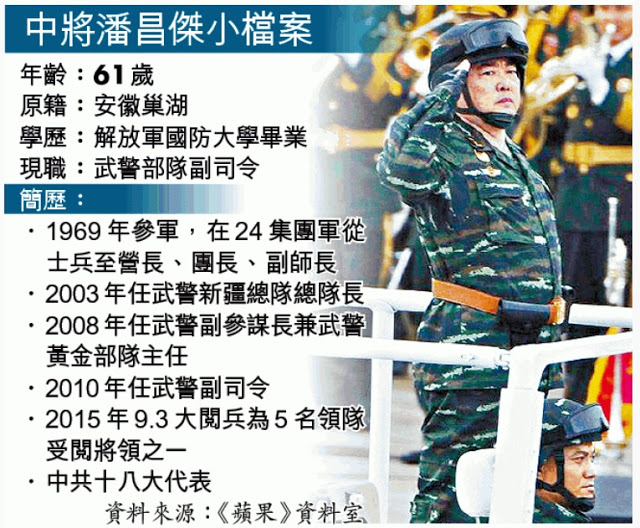 中將潘昌傑小檔案
年齡：61歲
原籍：安徽巢湖
學歷：解放軍國防大學畢業
現職：武警部隊副司令
簡歷：
・1969年參軍，在24集團軍從
士兵至營長、團長、副師長
・2003年任武警新疆總隊總隊長
・2008年任武警副參謀長兼武警
黃金部隊主任
・2010年任武警副司令
・2015年9.3大閱兵為5名領隊
受閱將領之一
・中共十八大代表
資料來源：《蘋果》資料室